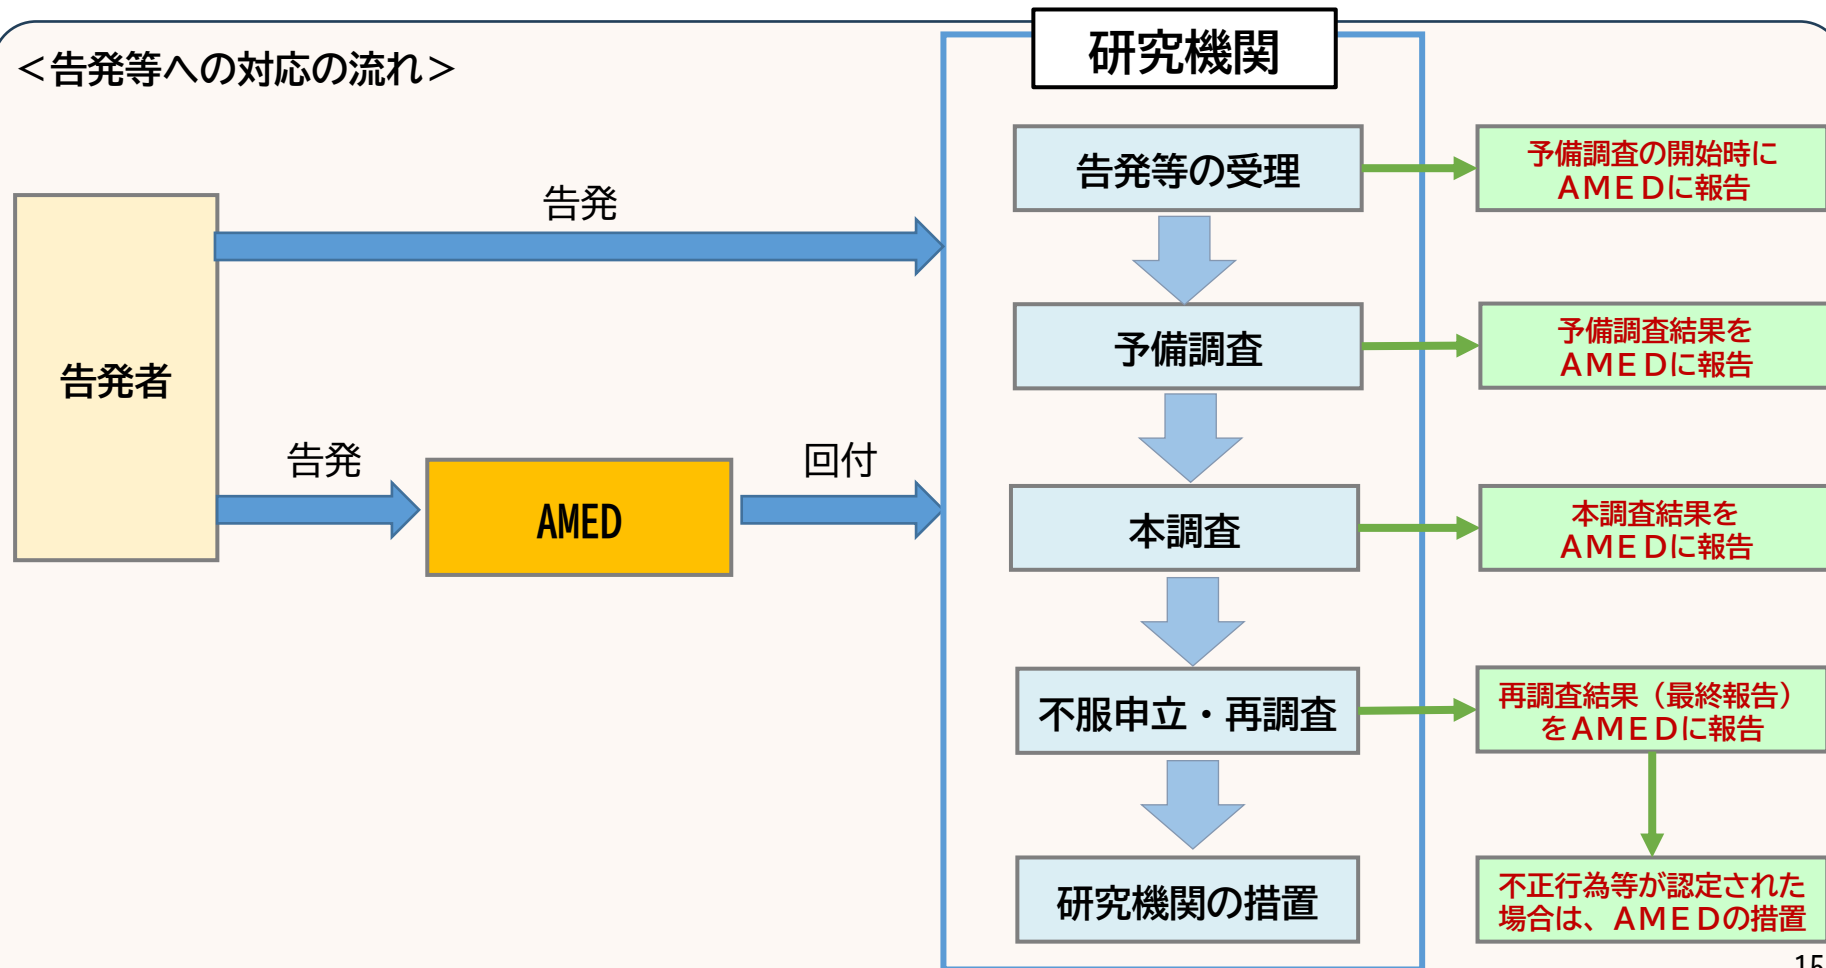 ＜告発等への対応の流れ＞
研究機関
告発者
告発
告発
AMED
回付
告発等の受理
予備調査の開始時に
ＡＭＥＤに報告
予備調査
予備調査結果を
ＡＭＥＤに報告
本調査
本調査結果を
ＡＭＥＤに報告
不服申立・再調査
再調査結果（最終報告）
をＡＭＥＤに報告
研究機関の措置
不正行為等が認定された
場合は、ＡＭＥＤの措置
15